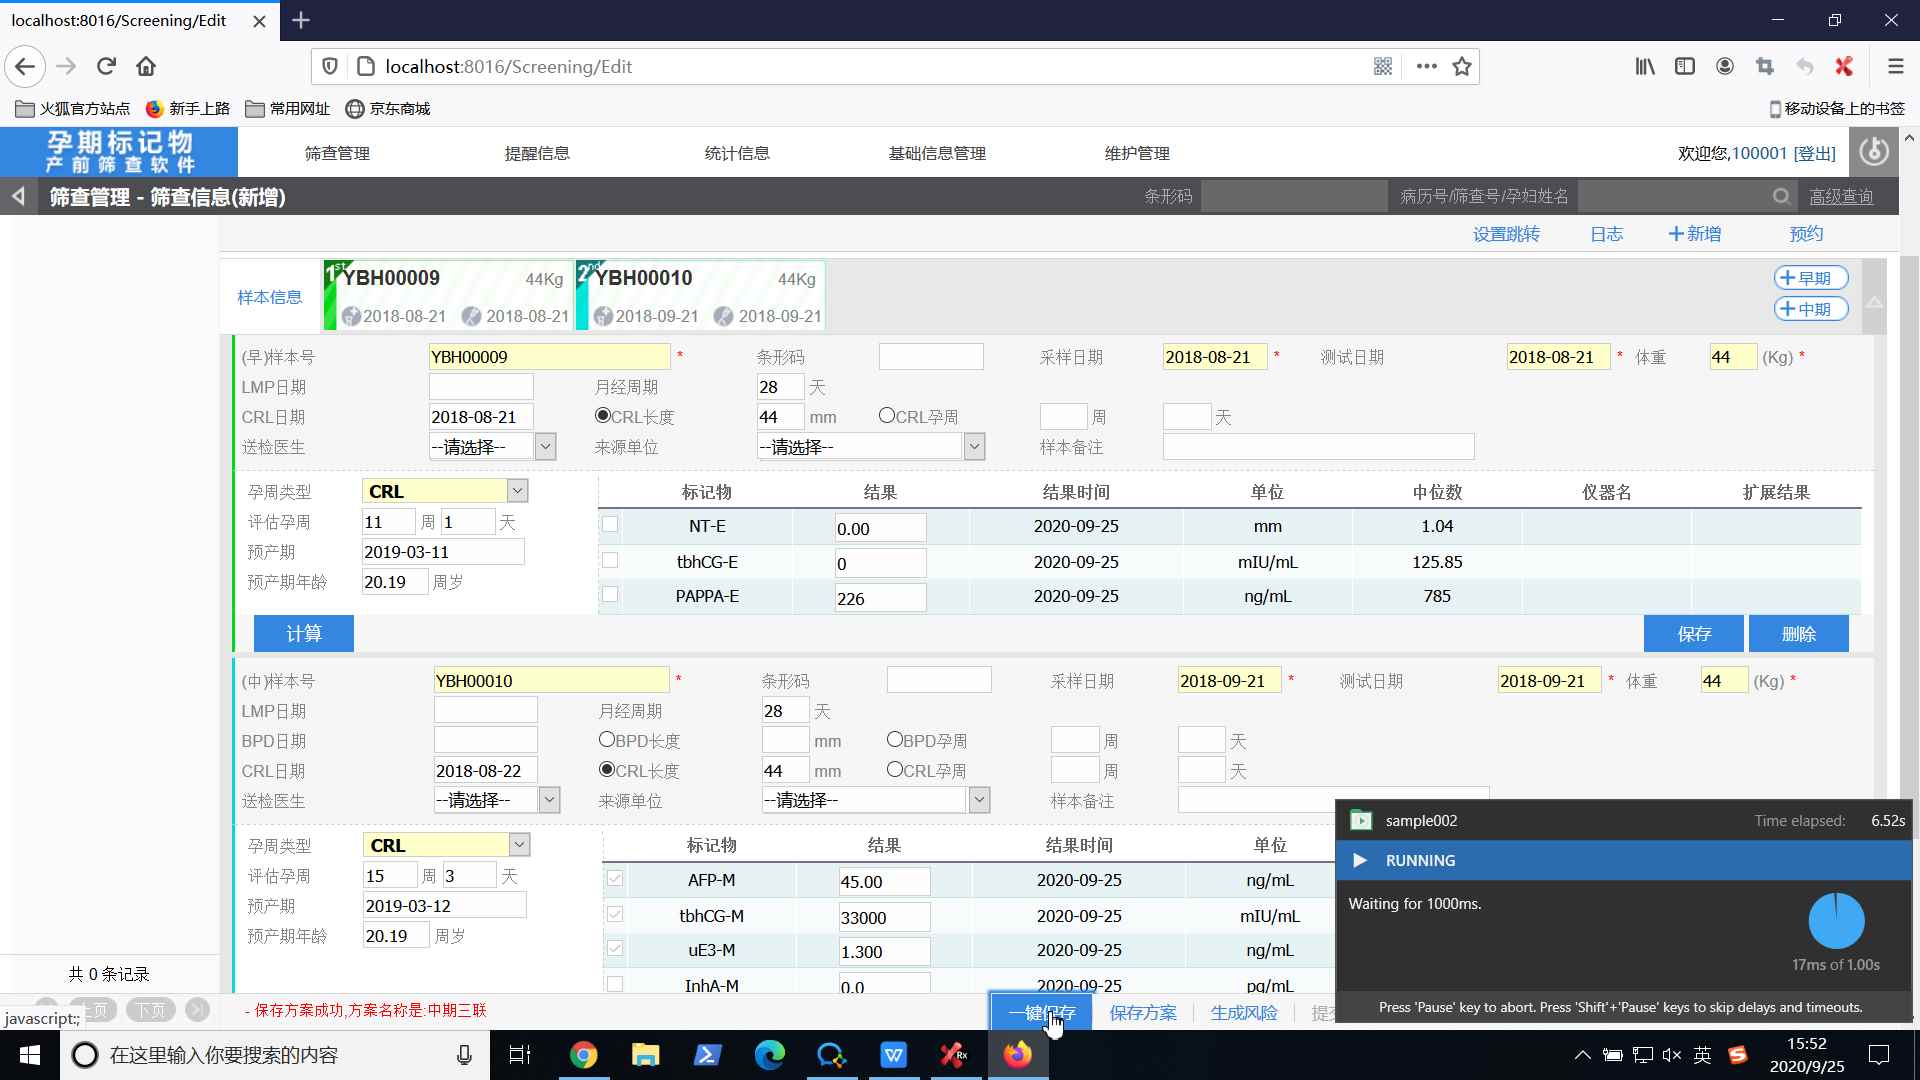 localhost:8016/Screening/Edit
localhost:8016/Screening/Edit
火狐官方站点 新手上路 常用网址 京东商城 移动设备上的书签
孕期标记物
产前筛查软件
筛查管理 提醒信息 统计信息 基础信息管理 维护管理 欢迎您,100001 [登出]
筛查管理 - 筛查信息(新增) 条形码 病历号/筛查号/孕妇姓名 高级查询
设置跳转 日志 +新增 预约
样本信息 1st YBH00009 44Kg 2nd YBH00010 44Kg +早期
2018-08-21 2018-08-21 2018-09-21 2018-09-21 +中期
(早)样本号 YBH00009 * 条形码 采样日期 2018-08-21 * 测试日期 2018-08-21 * 体重 44 (Kg) *
LMP日期 月经周期 28 天
CRL日期 2018-08-21 CRL长度 44 mm CRL孕周 周 天
送检医生 --请选择-- 来源单位 --请选择-- 样本备注
孕周类型 CRL 标记物 结果 结果时间 单位 中位数 仪器名 扩展结果
评估孕周 11 周 1 天 NT-E 0.00 2020-09-25 mm 1.04
预产期 2019-03-11 tbhCG-E 0 2020-09-25 mIU/mL 125.85
预产期年龄 20.19 周岁 PAPPA-E 226 2020-09-25 ng/mL 785
计算 保存 删除
(中)样本号 YBH00010 * 条形码 采样日期 2018-09-21 * 测试日期 2018-09-21 * 体重 44 (Kg) *
LMP日期 月经周期 28 天
BPD日期 BPD长度 mm BPD孕周 周 天
CRL日期 2018-08-22 CRL长度 44 mm CRL孕周 周 天
送检医生 --请选择-- 来源单位 --请选择-- 样本备注
孕周类型 CRL 标记物 结果 结果时间 单位
评估孕周 15 周 3 天 AFP-M 45.00 2020-09-25 ng/mL
预产期 2019-03-12 tbhCG-M 33000 2020-09-25 mIU/mL
预产期年龄 20.19 周岁 uE3-M 1.300 2020-09-25 ng/mL
InhA-M 0.0 2020-09-25 pg/mL
共 0 条记录
下页
javascript:;
- 保存方案成功,方案名称是:中期三联 一键保存 保存方案 生成风险
sample002 Time elapsed: 6.52s
RUNNING
Waiting for 1000ms.
17ms of 1.00s
Press 'Pause' key to abort. Press 'Shift'+'Pause' keys to skip delays and timeouts.
在这里输入你要搜索的内容
英
15:52
2020/9/25